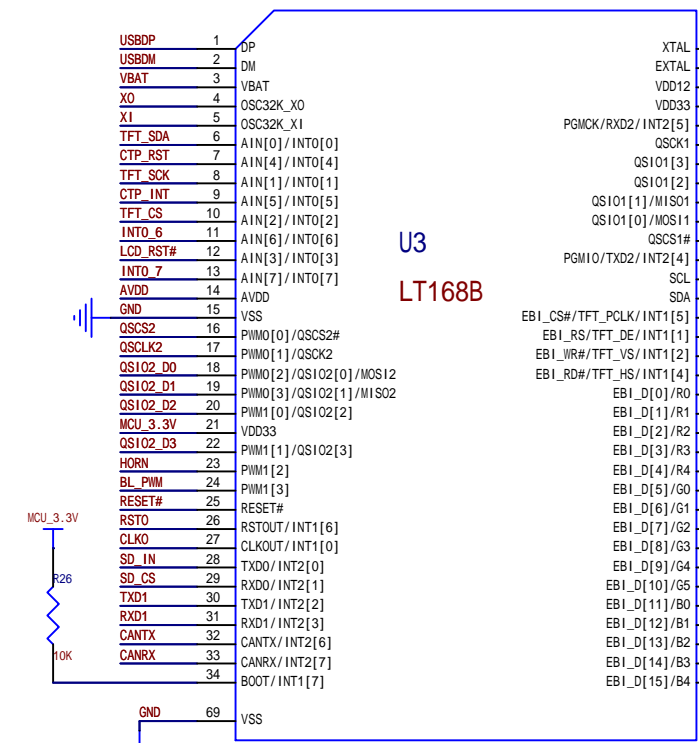 USBDP 1 DP
USBDM 2 DM
VBAT 3 VBAT
XO 4 OSC32K_XO
XI 5 OSC32K_XI
TFT_SDA 6 AIN[0]/INT0[0]
CTP_RST 7 AIN[4]/INT0[4]
TFT_SCK 8 AIN[1]/INT0[1]
CTP_INT 9 AIN[5]/INT0[5]
TFT_CS 10 AIN[2]/INT0[2]
INT0_6 11 AIN[6]/INT0[6]
LCD_RST# 12 AIN[3]/INT0[3]
INT0_7 13 AIN[7]/INT0[7]
AVDD 14 AVDD
GND 15 VSS
QSCS2 16 PWM0[0]/QSCS2#
QSCLK2 17 PWM0[1]/QSCK2
QSIO2_D0 18 PWM0[2]/QSIO2[0]/MOSI2
QSIO2_D1 19 PWM0[3]/QSIO2[1]/MISO2
QSIO2_D2 20 PWM1[0]/QSIO2[2]
MCU_3.3V 21 VDD33
QSIO2_D3 22 PWM1[1]/QSIO2[3]
HORN 23 PWM1[2]
BL_PWM 24 PWM1[3]
RESET# 25 RESET#
RSTO 26 RSTOUT/INT1[6]
CLKO 27 CLKOUT/INT1[0]
SD_IN 28 TXD0/INT2[0]
SD_CS 29 RXD0/INT2[1]
TXD1 30 TXD1/INT2[2]
RXD1 31 RXD1/INT2[3]
CANTX 32 CANTX/INT2[6]
CANRX 33 CANRX/INT2[7]
34 BOOT/INT1[7]
GND 69 VSS
MCU_3.3V
R26
10K
U3
LT168B
XTAL
EXTAL
VDD12
VDD33
PGMCK/RXD2/INT2[5]
QSCK1
QSIO1[3]
QSIO1[2]
QSIO1[1]/MISO1
QSIO1[0]/MOSI1
QSCS1#
PGMIO/TXD2/INT2[4]
SCL
SDA
EBI_CS#/TFT_PCLK/INT1[5]
EBI_RS/TFT_DE/INT1[1]
EBI_WR#/TFT_VS/INT1[2]
EBI_RD#/TFT_HS/INT1[4]
EBI_D[0]/R0
EBI_D[1]/R1
EBI_D[2]/R2
EBI_D[3]/R3
EBI_D[4]/R4
EBI_D[5]/G0
EBI_D[6]/G1
EBI_D[7]/G2
EBI_D[8]/G3
EBI_D[9]/G4
EBI_D[10]/G5
EBI_D[11]/B0
EBI_D[12]/B1
EBI_D[13]/B2
EBI_D[14]/B3
EBI_D[15]/B4